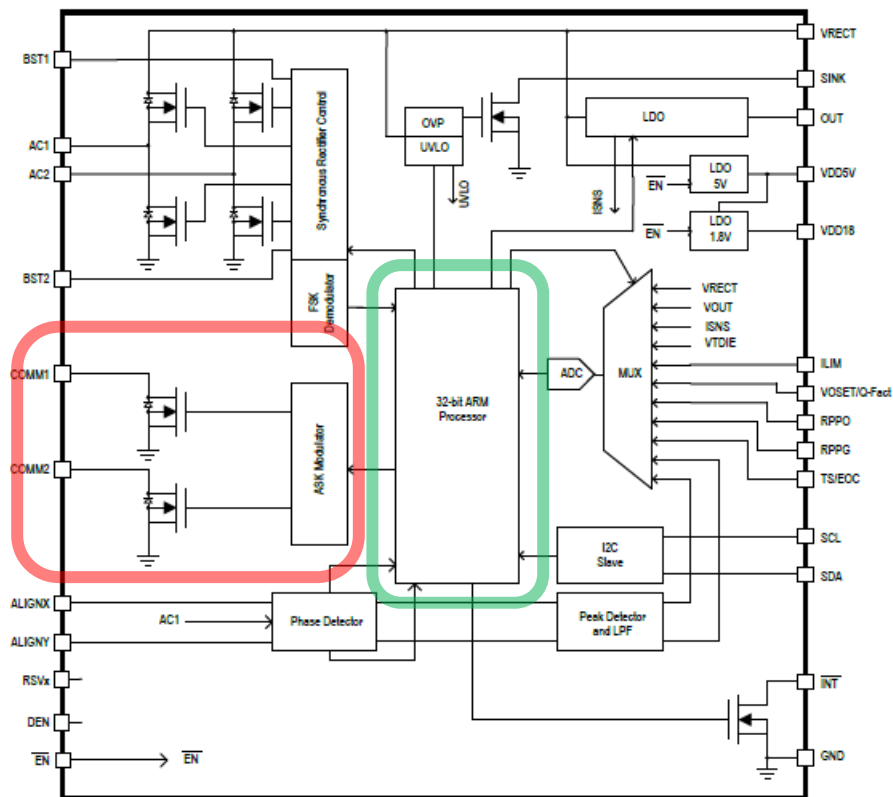 VRECT
BST1
SINK
Synchronous Rectifier Control
OVP
LDO
OUT
UVLO
AC1
AC2
LDO
5V
VDD5V
EN
UVLO
ISNS
LDO
1.8V
VDD18
EN
BST2
FSK
Demodulator
VRECT
VOUT
ISNS
VTDIE
ILIM
COMM1
ADC
MUX
VOSET/Q-Fact
32-bit ARM
Processor
RPPO
RPPG
ASK Modulator
COMM2
TS/EOC
SCL
I2C
Slave
SDA
ALIGNX
AC1
Phase Detector
Peak Detector
and LPF
ALIGNY
RSVx
INT
DEN
EN
EN
GND